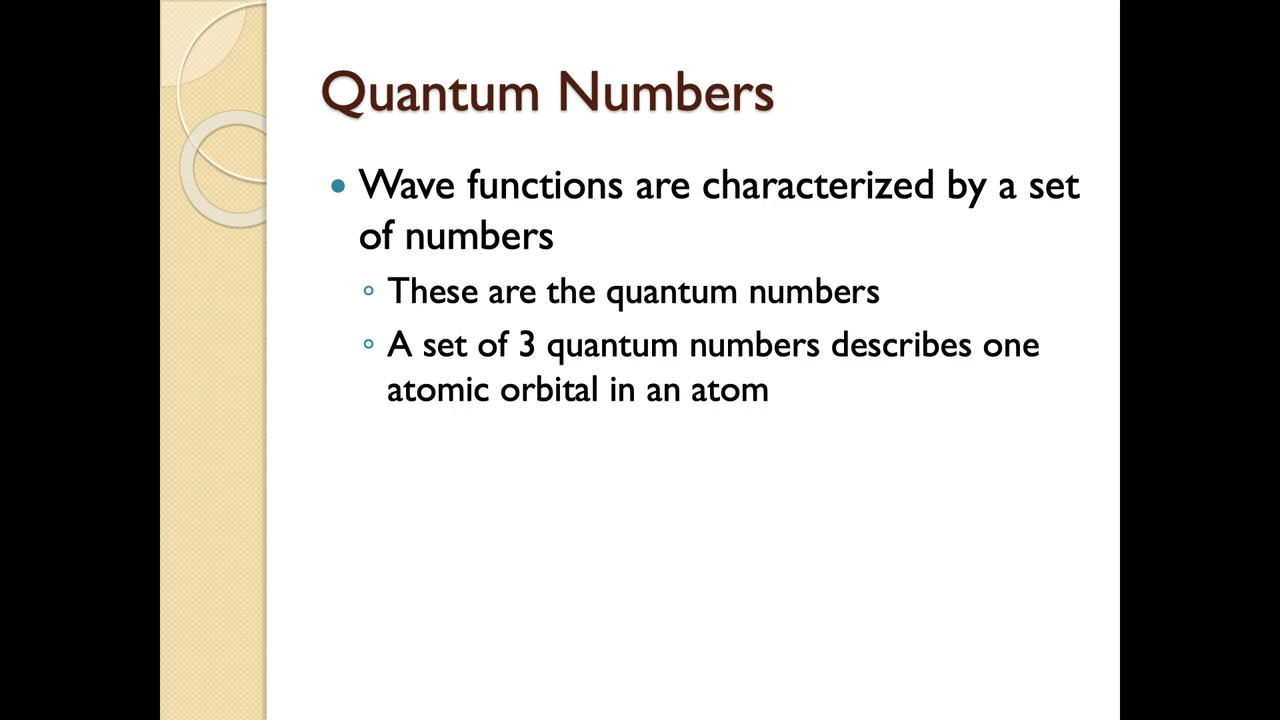 Quantum Numbers
• Wave functions are characterized by a set
of numbers
◦ These are the quantum numbers
◦ A set of 3 quantum numbers describes one
atomic orbital in an atom